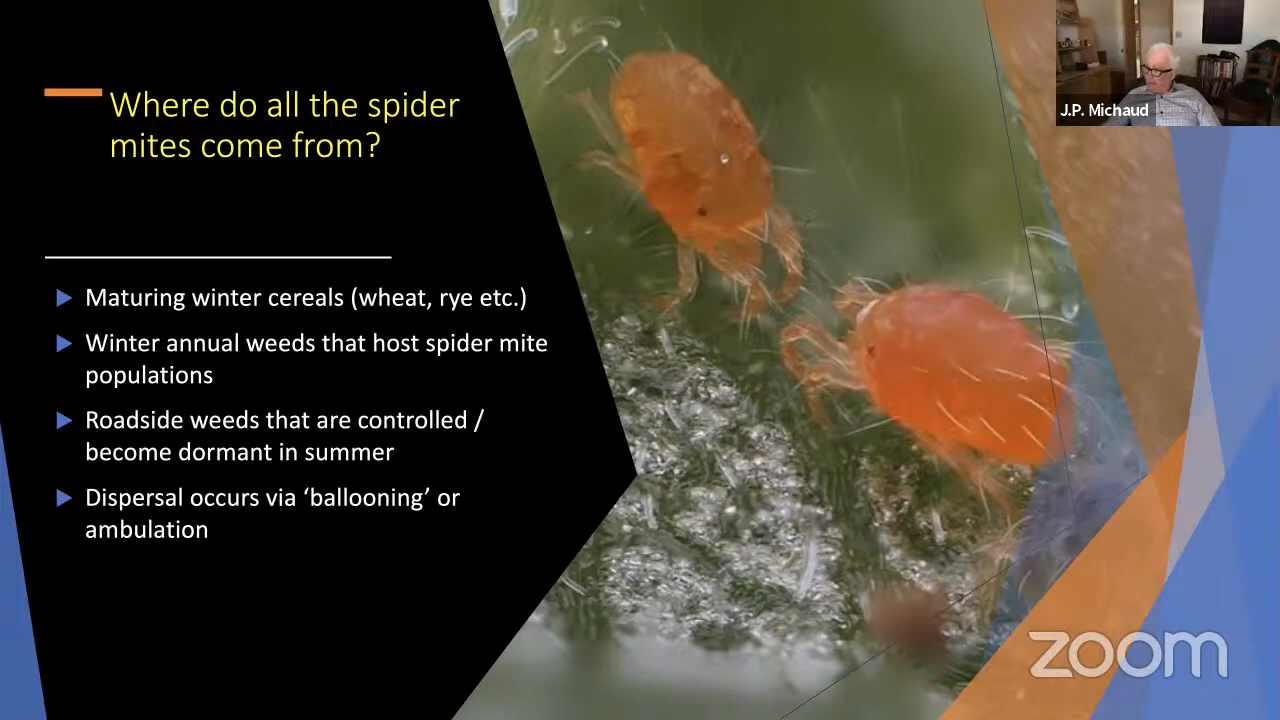 Where do all the spider
mites come from?
Maturing winter cereals (wheat, rye etc.)
Winter annual weeds that host spider mite
populations
Roadside weeds that are controlled /
become dormant in summer
Dispersal occurs via ‘ballooning’ or
ambulation
J.P. Michaud
zoom